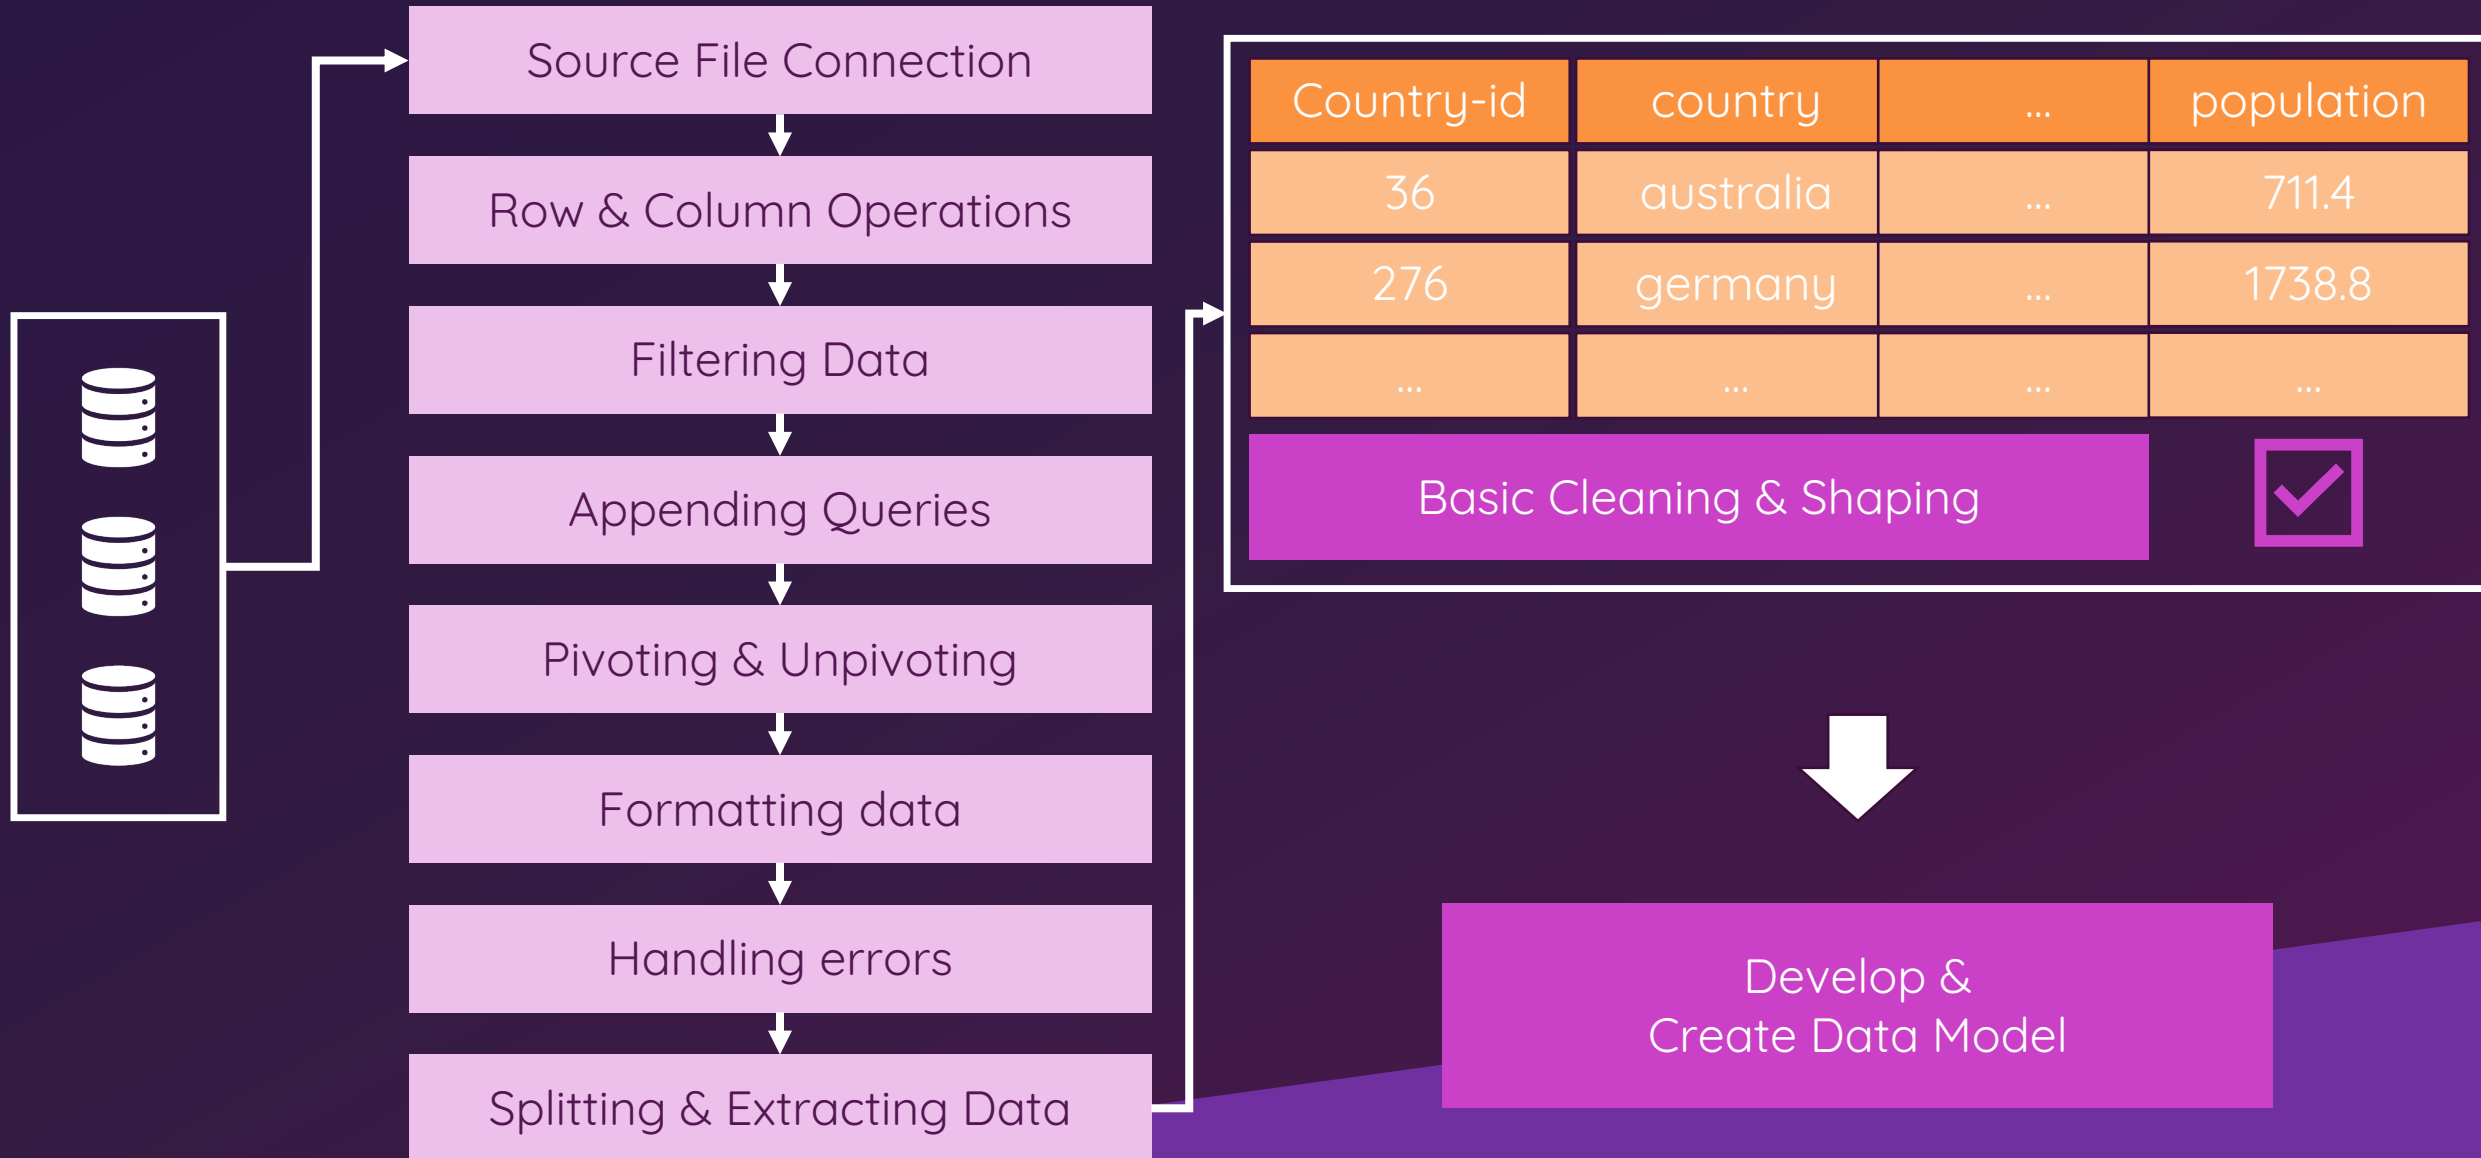 Source File Connection
Row & Column Operations
Filtering Data
Appending Queries
Pivoting & Unpivoting
Formatting data
Handling errors
Splitting & Extracting Data
Country-id country ... population
36 australia ... 711.4
276 germany ... 1738.8
... ... ... ...
Basic Cleaning & Shaping
Develop &
Create Data Model